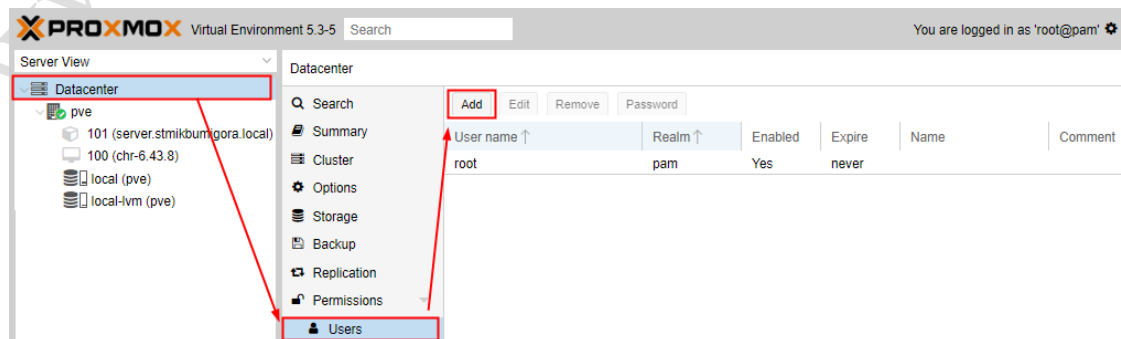 PROXMOX Virtual Environment 5.3-5 Search You are logged in as 'root@pam'
Server View
Datacenter
pve
101 (server.stmikbumigora.local)
100 (chr-6.43.8)
local (pve)
local-lvm (pve)
Datacenter
Search
Summary
Cluster
Options
Storage
Backup
Replication
Permissions
Users
Add Edit Remove Password
User name Realm Enabled Expire Name Comment
root pam Yes never